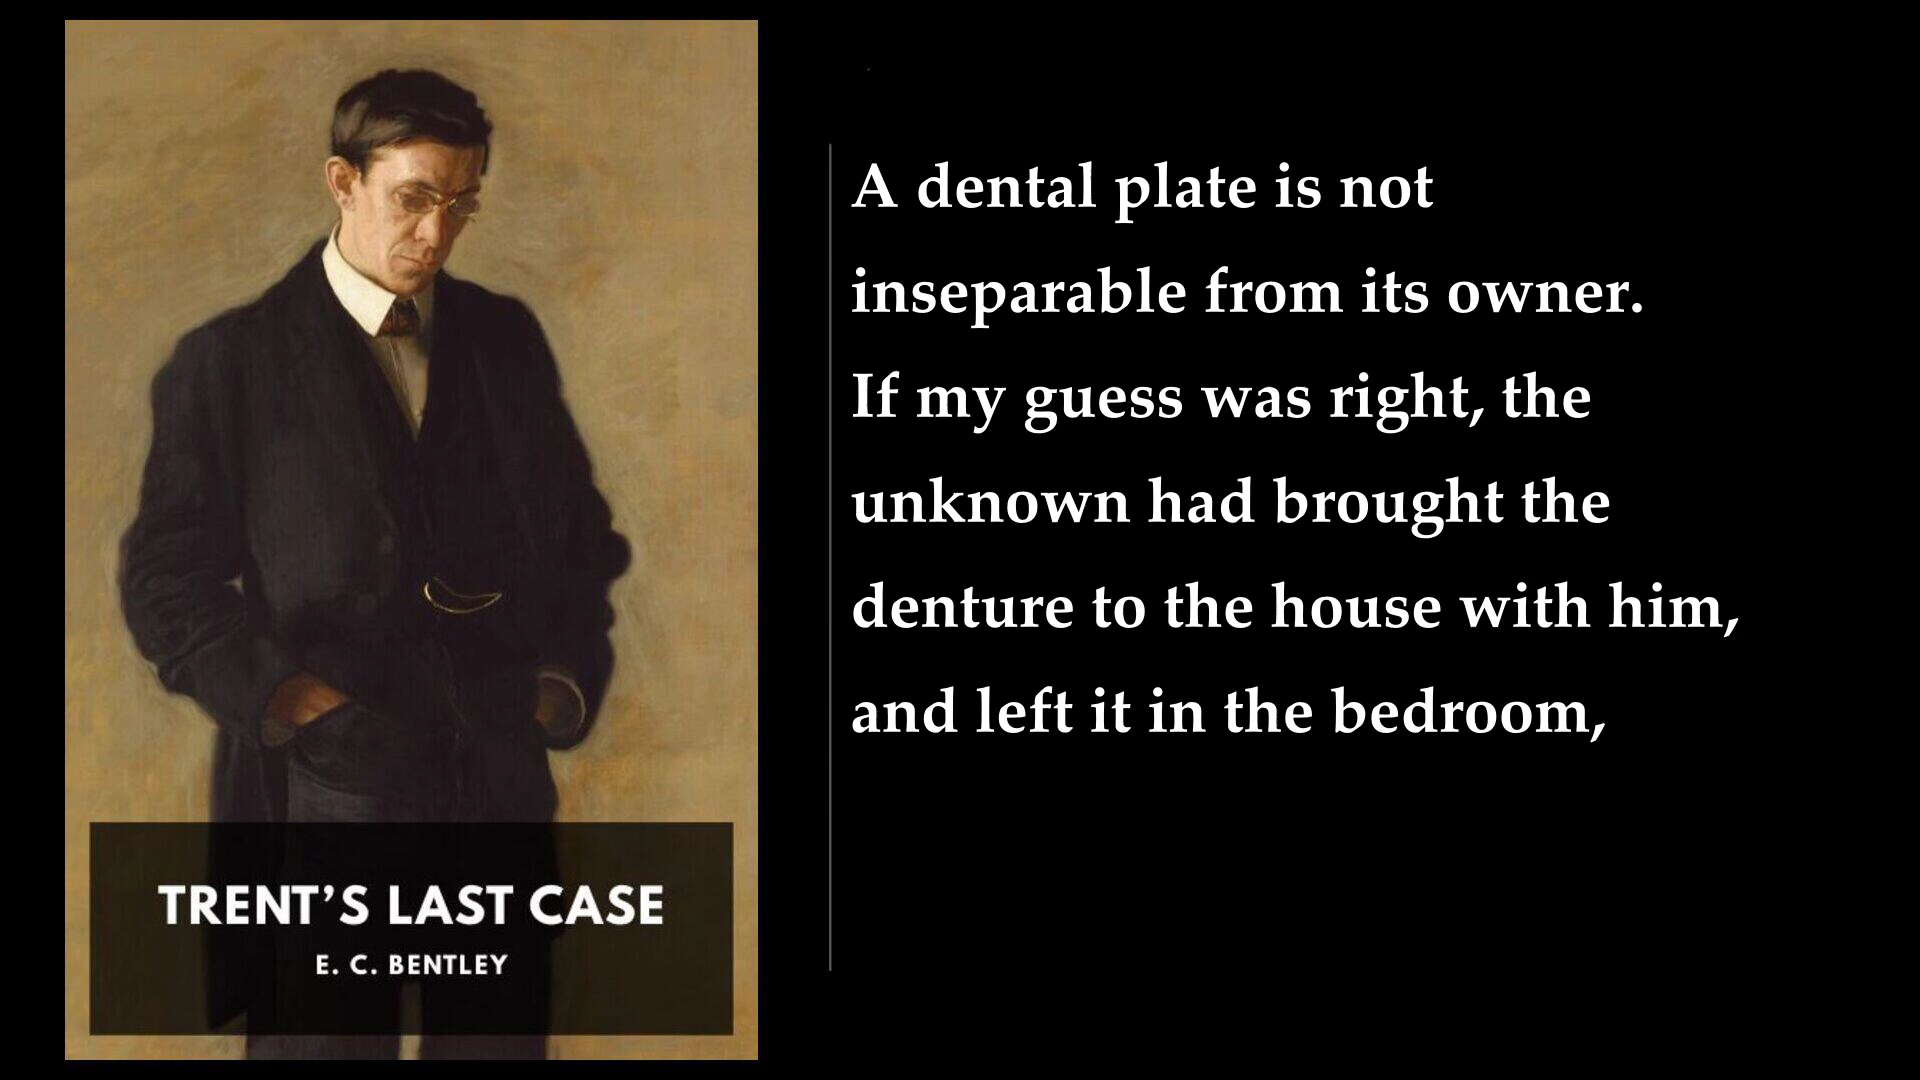 A dental plate is not
inseparable from its owner.
If my guess was right, the
unknown had brought the
denture to the house with him,
and left it in the bedroom,
TRENT’S LAST CASE
E. C. BENTLEY